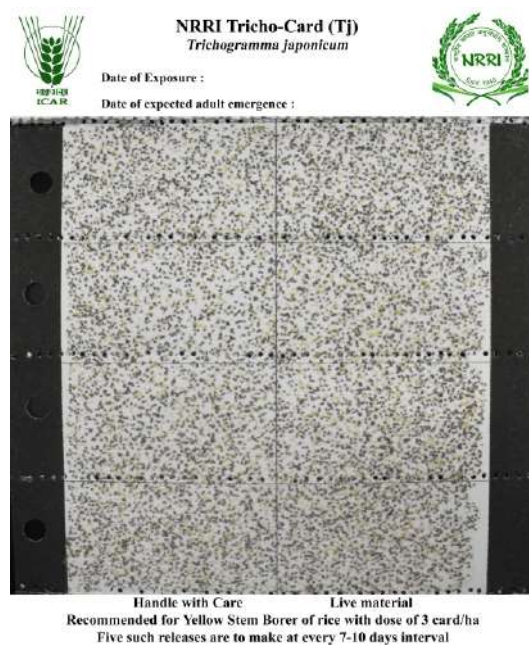 NRRI Tricho-Card (Tj)
Trichogramma japonicum
ICAR
NRRI
Date of Exposure :
Date of expected adult emergence :
Handle with Care Live material
Recommended for Yellow Stem Borer of rice with dose of 3 card/ha
Five such releases are to make at every 7-10 days interval